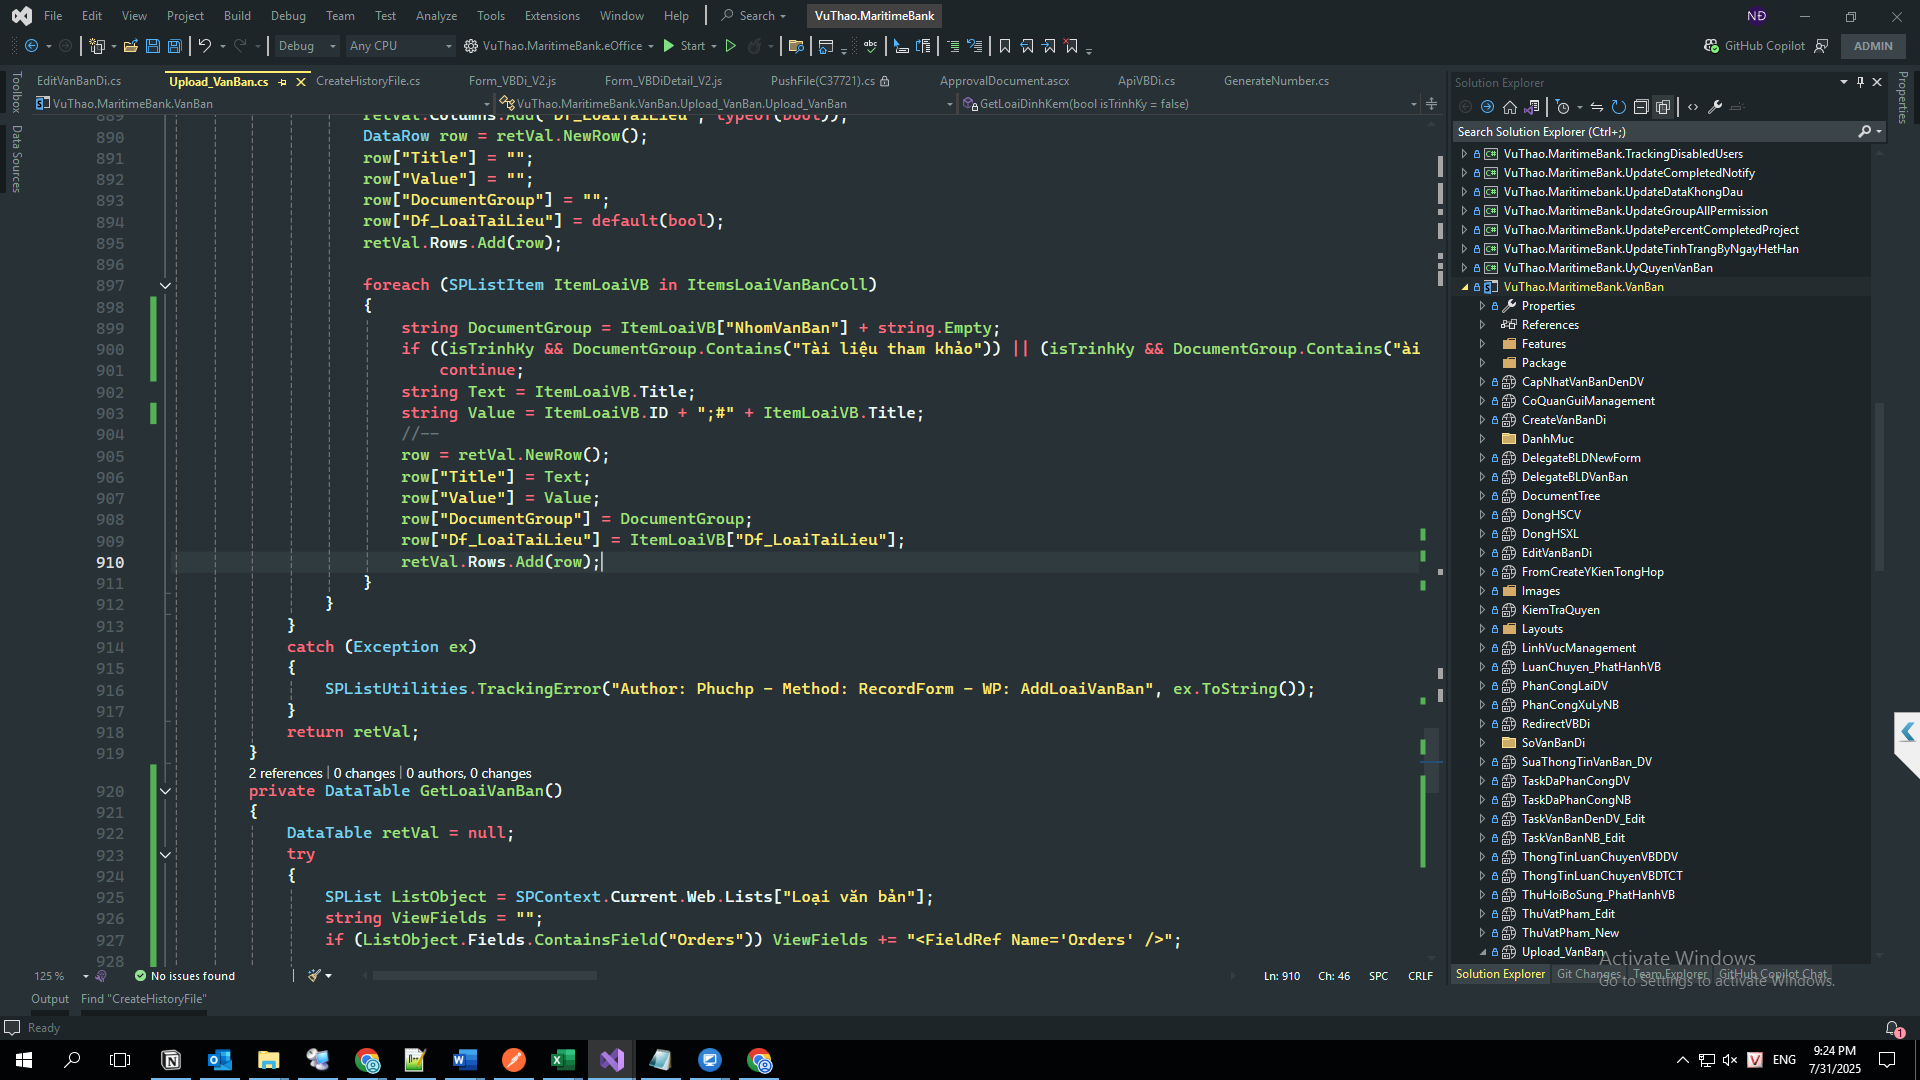 File Edit View Project Build Debug Team Test Analyze Tools Extensions Window Help Search VuThao.MaritimeBank NĐ
Debug Any CPU VuThao.MaritimeBank.eOffice Start GitHub Copilot ADMIN
EditVanBanDi.cs Upload_VanBan.cs CreateHistoryFile.cs Form_VBDi_V2.js Form_VBDiDetail_V2.js PushFile(C37721).cs ApprovalDocument.ascx ApiVBDi.cs GenerateNumber.cs
VuThao.MaritimeBank.VanBan VuThao.MaritimeBank.VanBan.Upload_VanBan.Upload_VanBan GetLoaiDinhKem(bool isTrinhKy = false)
Toolbox
Data Sources
889 retVal.Columns.Add("Df_LoaiTaiLieu", typeof(bool));
890 DataRow row = retVal.NewRow();
891 row["Title"] = "";
892 row["Value"] = "";
893 row["DocumentGroup"] = "";
894 row["Df_LoaiTaiLieu"] = default(bool);
895 retVal.Rows.Add(row);
896
897 foreach (SPListItem ItemLoaiVB in ItemsLoaiVanBanColl)
898 {
899 string DocumentGroup = ItemLoaiVB["NhomVanBan"] + string.Empty;
900 if ((isTrinhKy && DocumentGroup.Contains("Tài liệu tham khảo")) || (isTrinhKy && DocumentGroup.Contains("ài
901 continue;
902 string Text = ItemLoaiVB.Title;
903 string Value = ItemLoaiVB.ID + ";#" + ItemLoaiVB.Title;
904 //--
905 row = retVal.NewRow();
906 row["Title"] = Text;
907 row["Value"] = Value;
908 row["DocumentGroup"] = DocumentGroup;
909 row["Df_LoaiTaiLieu"] = ItemLoaiVB["Df_LoaiTaiLieu"];
910 retVal.Rows.Add(row);
911 }
912 }
913 }
914 catch (Exception ex)
915 {
916 SPListUtilities.TrackingError("Author: Phuchp - Method: RecordForm - WP: AddLoaiVanBan", ex.ToString());
917 }
918 return retVal;
919 }
2 references | 0 changes | 0 authors, 0 changes
920 private DataTable GetLoaiVanBan()
921 {
922 DataTable retVal = null;
923 try
924 {
925 SPList ListObject = SPContext.Current.Web.Lists["Loại văn bản"];
926 string ViewFields = "";
927 if (ListObject.Fields.ContainsField("Orders")) ViewFields += "<FieldRef Name='Orders' />";
928
125 % No issues found Ln: 910 Ch: 46 SPC CRLF
Output Find "CreateHistoryFile"
Ready
Solution Explorer
Properties
Search Solution Explorer (Ctrl+;)
VuThao.MaritimeBank.TrackingDisabledUsers
VuThao.MaritimeBank.UpdateCompletedNotify
VuThao.MaritimeBank.UpdateDataKhongDau
VuThao.MaritimeBank.UpdateGroupAllPermission
VuThao.MaritimeBank.UpdatePercentCompletedProject
VuThao.MaritimeBank.UpdateTinhTrangByNgayHetHan
VuThao.MaritimeBank.UyQuyenVanBan
VuThao.MaritimeBank.VanBan
Properties
References
Features
Package
CapNhatVanBanDenDV
CoQuanGuiManagement
CreateVanBanDi
DanhMuc
DelegateBLDNewForm
DelegateBLDVanBan
DocumentTree
DongHSCV
DongHSXL
EditVanBanDi
FromCreateYKienTongHop
Images
KiemTraQuyen
Layouts
LinhVucManagement
LuanChuyen_PhatHanhVB
PhanCongLaiDV
PhanCongXuLyNB
RedirectVBDi
SoVanBanDi
SuaThongTinVanBan_DV
TaskDaPhanCongDV
TaskDaPhanCongNB
TaskVanBanDenDV_Edit
TaskVanBanNB_Edit
ThongTinLuanChuyenVBDDV
ThongTinLuanChuyenVBDTCT
ThuHoiBoSung_PhatHanhVB
ThuVatPham_Edit
ThuVatPham_New
Upload_VanBan
Solution Explorer Git Changes Team Explorer GitHub Copilot Chat
Activate Windows
Go to Settings to activate Windows.
ENG 9:24 PM
7/31/2025